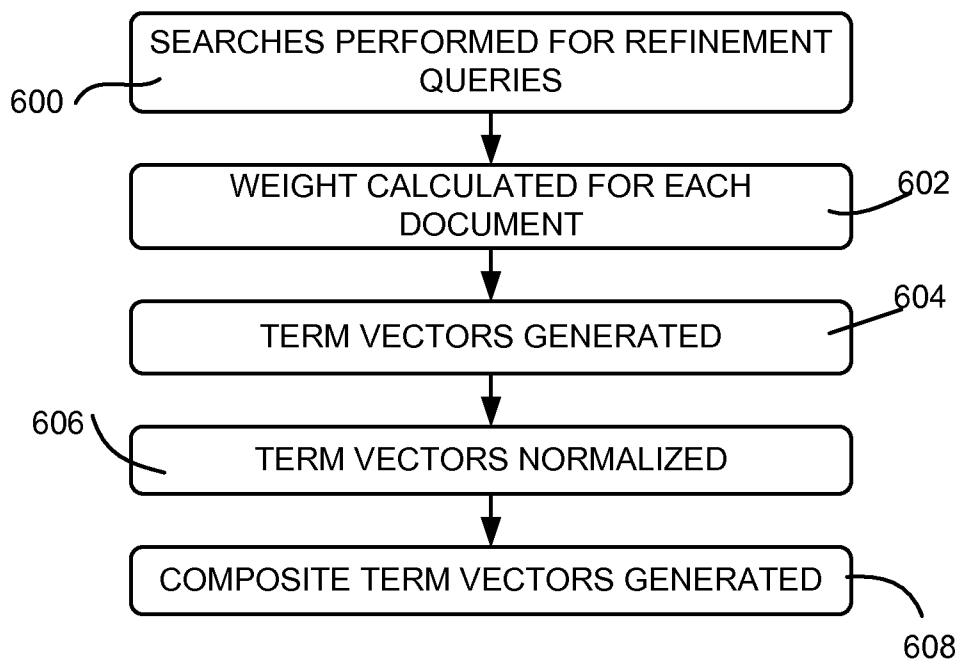 SEARCHES PERFORMED FOR REFINEMENT
QUERIES
600
WEIGHT CALCULATED FOR EACH
DOCUMENT
602
TERM VECTORS GENERATED
604
606
TERM VECTORS NORMALIZED
COMPOSITE TERM VECTORS GENERATED
608